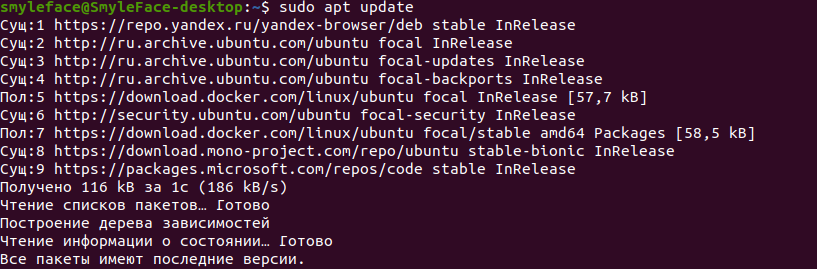 smyleface@SmyleFace-desktop:~$ sudo apt update
Сущ:1 https://repo.yandex.ru/yandex-browser/deb stable InRelease
Сущ:2 http://ru.archive.ubuntu.com/ubuntu focal InRelease
Сущ:3 http://ru.archive.ubuntu.com/ubuntu focal-updates InRelease
Сущ:4 http://ru.archive.ubuntu.com/ubuntu focal-backports InRelease
Пол:5 https://download.docker.com/linux/ubuntu focal InRelease [57,7 kB]
Сущ:6 http://security.ubuntu.com/ubuntu focal-security InRelease
Пол:7 https://download.docker.com/linux/ubuntu focal/stable amd64 Packages [58,5 kB]
Сущ:8 https://download.mono-project.com/repo/ubuntu stable-bionic InRelease
Сущ:9 https://packages.microsoft.com/repos/code stable InRelease
Получено 116 kB за 1с (186 kB/s)
Чтение списков пакетов… Готово
Построение дерева зависимостей
Чтение информации о состоянии… Готово
Все пакеты имеют последние версии.